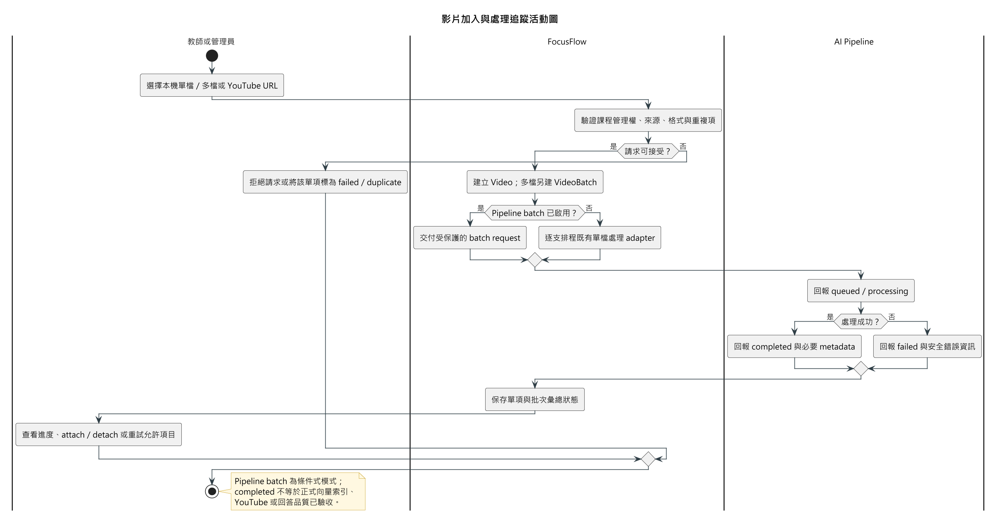 影片加入與處理追蹤活動圖
教師或管理員
FocusFlow
AI Pipeline
選擇本機單檔 / 多檔或 YouTube URL
驗證課程管理權、來源、格式與重複項
是
請求可接受？
否
拒絕請求或將該單項標為 failed / duplicate
建立 Video；多檔另建 VideoBatch
是
Pipeline batch 已啟用？
否
交付受保護的 batch request
逐支排程既有單檔處理 adapter
回報 queued / processing
是
處理成功？
否
回報 completed 與必要 metadata
回報 failed 與安全錯誤資訊
保存單項與批次彙總狀態
查看進度、attach / detach 或重試允許項目
Pipeline batch 為條件式模式；
completed 不等於正式向量索引、
YouTube 或回答品質已驗收。